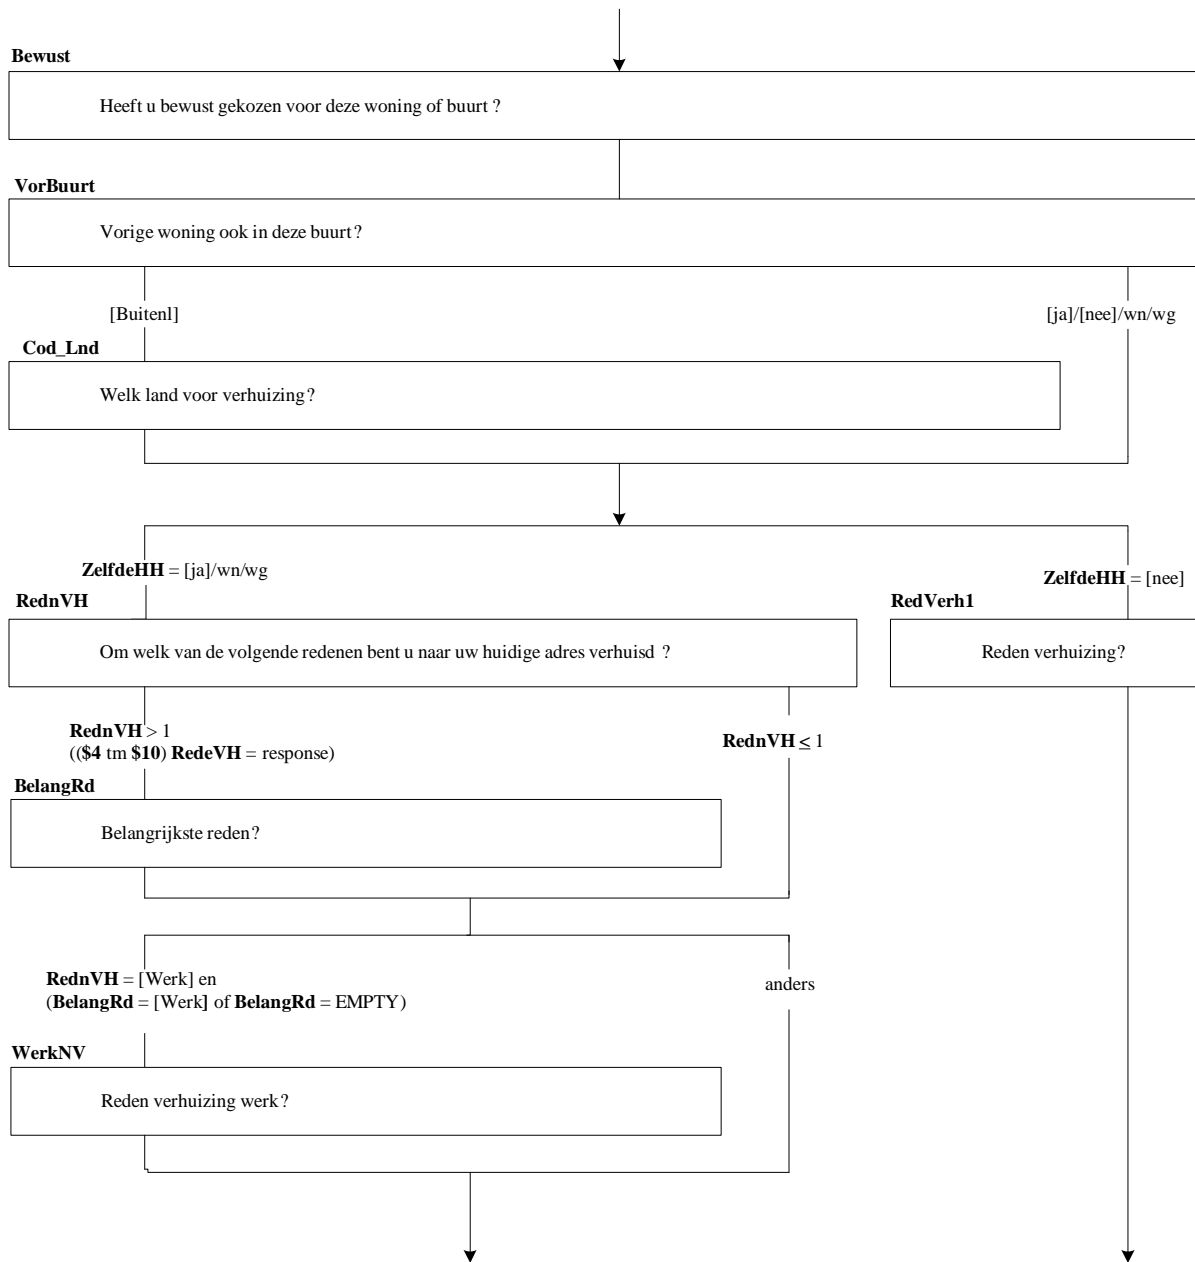 Bewust
Heeft u bewust gekozen voor deze woning of buurt ?
VorBuurt
Vorige woning ook in deze buurt?
[Buitenl]
[ja]/[nee]/wn/wg
Cod_Lnd
Welk land voor verhuizing?
ZelfdeHH = [ja]/wn/wg
ZelfdeHH = [nee]
RednVH
RedVerh1
Om welk van de volgende redenen bent u naar uw huidige adres verhuisd ?
Reden verhuizing?
RednVH > 1
(($4 tm $10) RedeVH = response)
RednVH ≤ 1
BelangRd
Belangrijkste reden?
RednVH = [Werk] en
(BelangRd = [Werk] of BelangRd = EMPTY)
anders
WerkNV
Reden verhuizing werk?